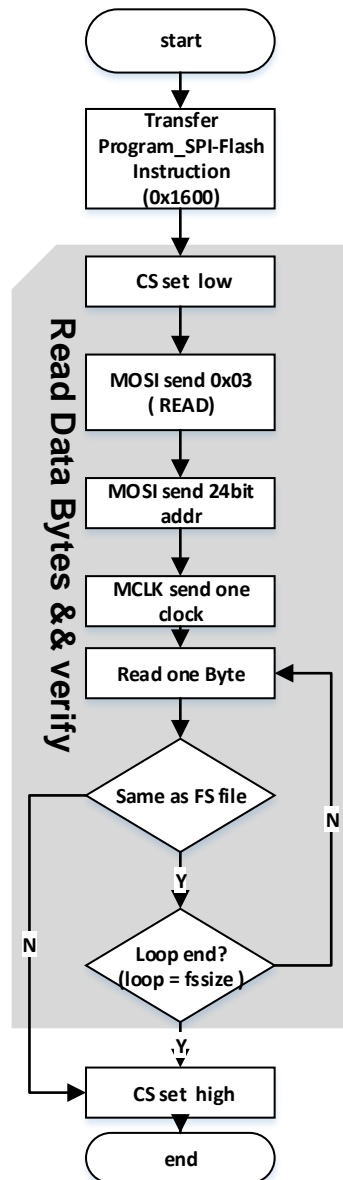 start
Transfer
Program_SPI-Flash
Instruction
(0x1600)
CS set low
Read Data Bytes && verify
MOSI send 0x03
( READ)
MOSI send 24bit
addr
MCLK send one
clock
Read one Byte
Same as FS file
N
Y
N
Loop end?
(loop = fssize )
Y
CS set high
end